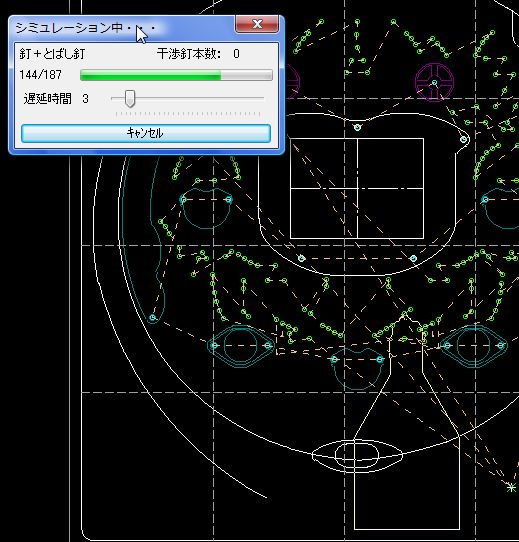 シミュレーション中・・・
釘+とばし釘 干渉釘本数: 0
144/187
遅延時間 3
キャンセル